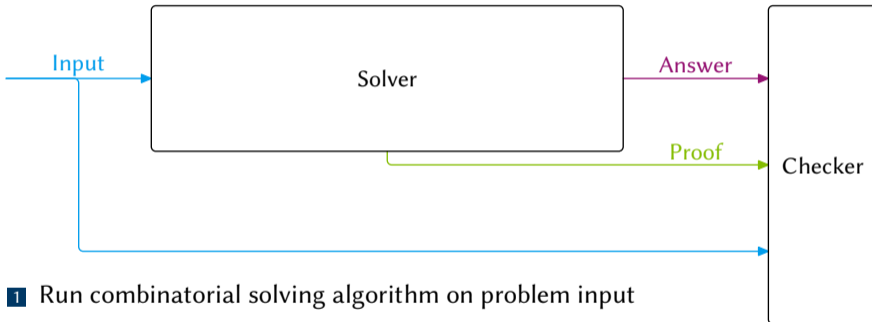 Input
Solver
Answer
Proof
Checker
1 Run combinatorial solving algorithm on problem input